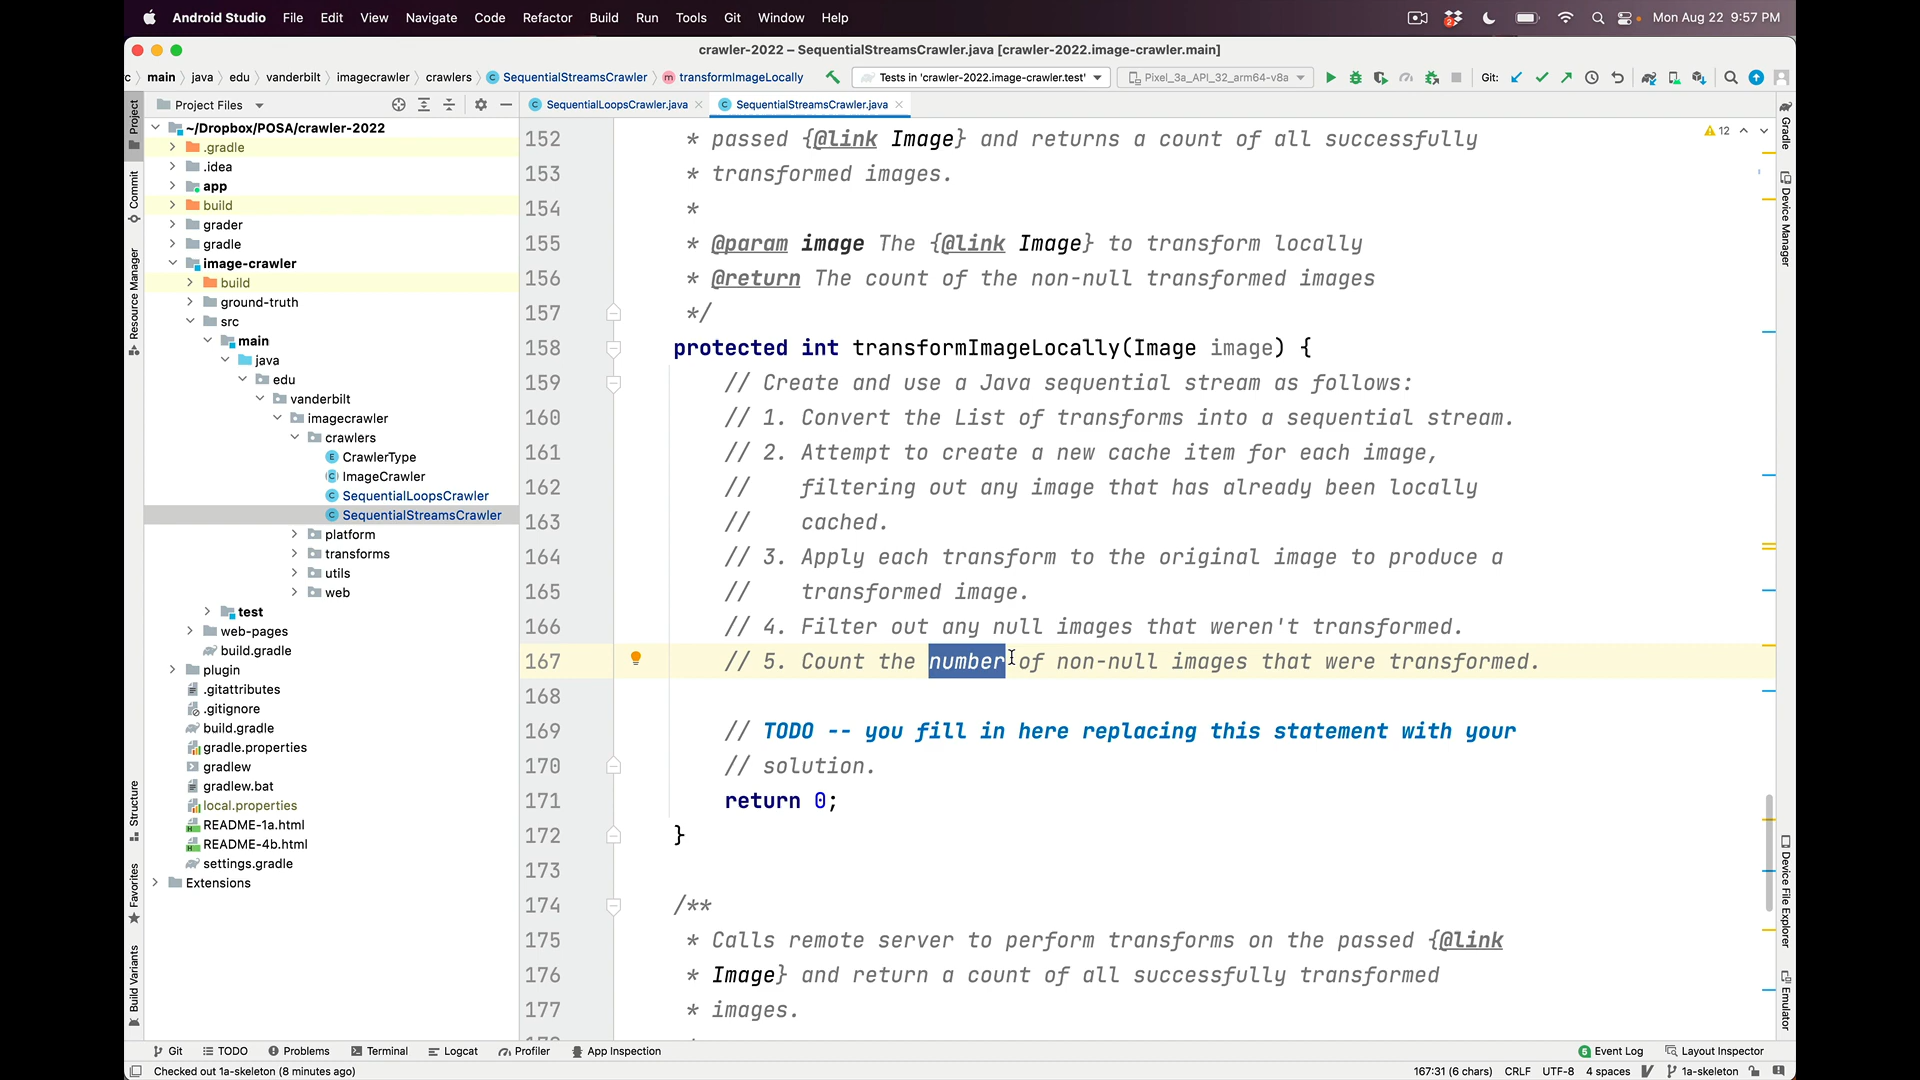 Android Studio File Edit View Navigate Code Refactor Build Run Tools Git Window Help Mon Aug 22 9:57 PM
crawler-2022 – SequentialStreamsCrawler.java [crawler-2022.image-crawler.main]
c main java edu vanderbilt imagecrawler crawlers SequentialStreamsCrawler transformImageLocally Tests in 'crawler-2022.image-crawler.test' Pixel_3a_API_32_arm64-v8a Git:
Project Files
SequentialLoopsCrawler.java SequentialStreamsCrawler.java
Project
Commit
Resource Manager
Structure
Favorites
Build Variants
~/Dropbox/POSA/crawler-2022
.gradle
.idea
app
build
grader
gradle
image-crawler
build
ground-truth
src
main
java
edu
vanderbilt
imagecrawler
crawlers
CrawlerType
ImageCrawler
SequentialLoopsCrawler
SequentialStreamsCrawler
platform
transforms
utils
web
test
web-pages
build.gradle
plugin
.gitattributes
.gitignore
build.gradle
gradle.properties
gradlew
gradlew.bat
local.properties
README-1a.html
README-4b.html
settings.gradle
Extensions
12
152 * passed {@link Image} and returns a count of all successfully
153 * transformed images.
154 *
155 * @param image The {@link Image} to transform locally
156 * @return The count of the non-null transformed images
157 */
158 protected int transformImageLocally(Image image) {
159 // Create and use a Java sequential stream as follows:
160 // 1. Convert the List of transforms into a sequential stream.
161 // 2. Attempt to create a new cache item for each image,
162 // filtering out any image that has already been locally
163 // cached.
164 // 3. Apply each transform to the original image to produce a
165 // transformed image.
166 // 4. Filter out any null images that weren't transformed.
167 // 5. Count the number of non-null images that were transformed.
168
169 // TODO -- you fill in here replacing this statement with your
170 // solution.
171 return 0;
172 }
173
174 /**
175 * Calls remote server to perform transforms on the passed {@link
176 * Image} and return a count of all successfully transformed
177 * images.
Gradle
Device Manager
Device File Explorer
Emulator
Git TODO Problems Terminal Logcat Profiler App Inspection 5 Event Log Layout Inspector
Checked out 1a-skeleton (8 minutes ago) 167:31 (6 chars) CRLF UTF-8 4 spaces 1a-skeleton